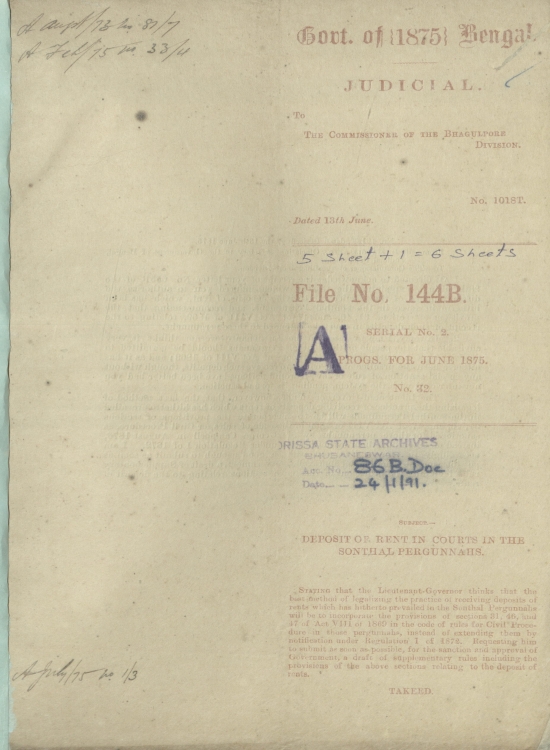 A August/73 no 81/7
A Feb/75 no 33/4
Govt. of {1875} Bengal
JUDICIAL.
To
THE COMMISSIONER OF THE BHAGULPORE
DIVISION.
No. 1618T.
Dated 13th June.
5 Sheet + 1 = 6 Sheets
File No. 144B.
SERIAL No. 2.
A
PROGS. FOR JUNE 1875.
No. 32.
ORISSA STATE ARCHIVES
BHUBANESWAR
Acc. No... 86 B. Doc
Date... 24/1/91.
SUBJECT—
DEPOSIT OF RENT IN COURTS IN THE
SONTHAL PERGUNNAHS.
STATING that the Lieutenant-Governor thinks that the
best method of legalizing the practice of receiving deposits of
rents which has hitherto prevailed in the Sonthal Pergunnahs
will be to incorporate the provisions of sections 31, 46, and
47 of Act VIII of 1869 in the code of rules for Civil Proce-
dure in those pergunnahs, instead of extending them by
notification under Regulation I of 1872. Requesting him
to submit as soon as possible, for the sanction and approval of
Government, a draft of supplementary rules including the
provisions of the above sections relating to the deposit of
rents.
TAKEED.
A July/75 no 1/3